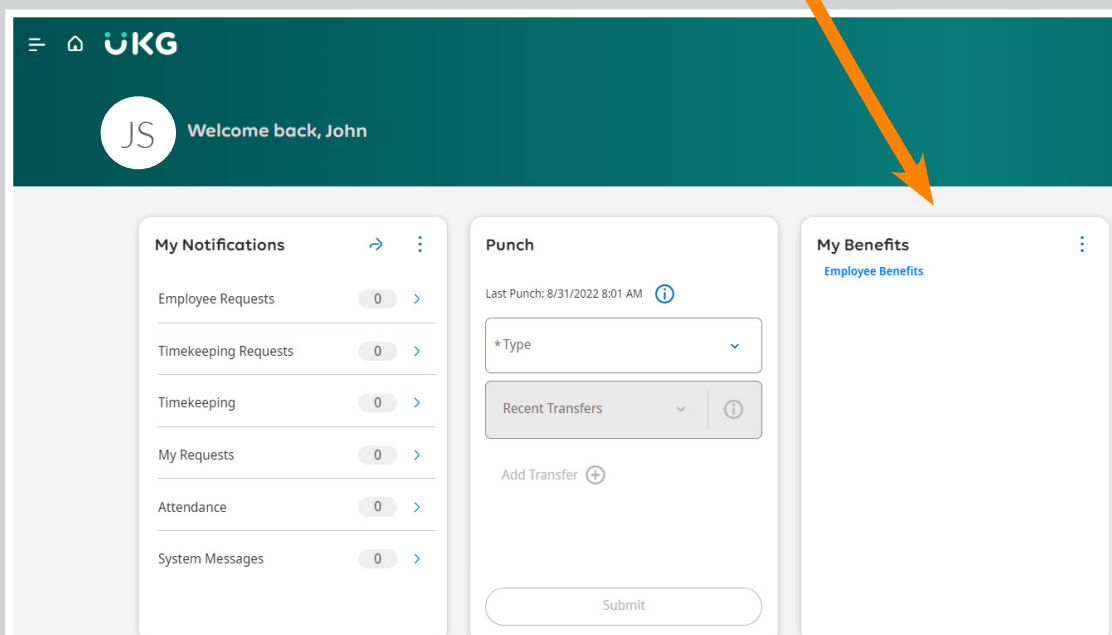 UKG
JS
Welcome back, John
My Notifications
Employee Requests 0
Timekeeping Requests 0
Timekeeping 0
My Requests 0
Attendance 0
System Messages 0
Punch
Last Punch: 8/31/2022 8:01 AM
*Type
Recent Transfers
Add Transfer
Submit
My Benefits
Employee Benefits